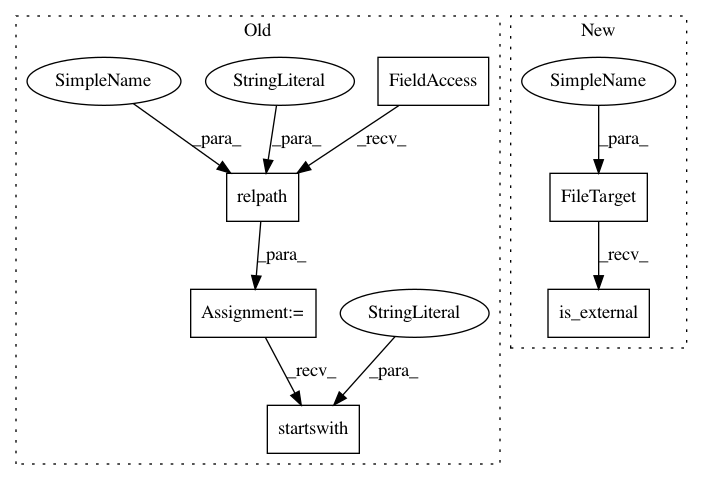 Old
New
SimpleName
StringLiteral
FieldAccess
SimpleName
_para_
_para_
_recv_
_para_
relpath
FileTarget
_para_
_recv_
Assignment:=
StringLiteral
is_external
_recv_
_para_
startswith